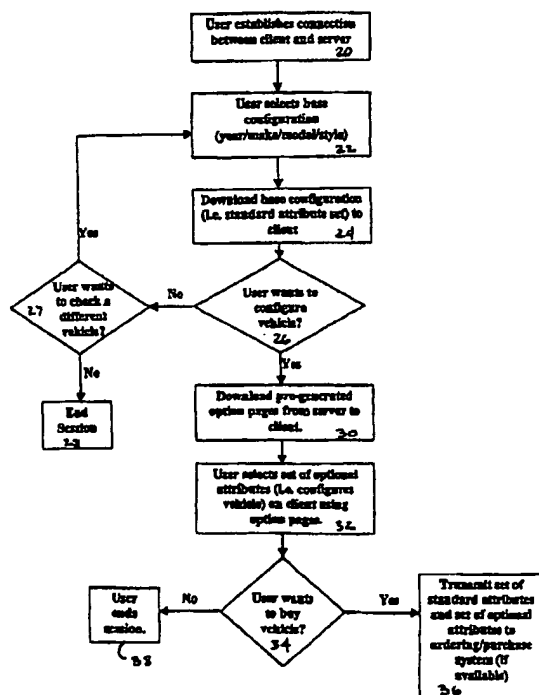 User establishes connection
between client and server
20
User selects base
configuration
(year/make/model/style)
22
Download base configuration
(i.e. standard attribute set) to
client
24
Yes
User wants
to check a
different
vehicle?
27
No
User wants to
configure
vehicle?
26
No
Yes
End
Session
28
Download pre-generated
option pages from server to
client.
30
User selects set of optional
attributes (i.e. configures
vehicle) on client using
option pages.
32
User
ends
session.
38
No
User wants
to buy
vehicle?
34
Yes
Transmit set of
standard attributes
and set of optional
attributes to
ordering/purchase
system (if
available)
36